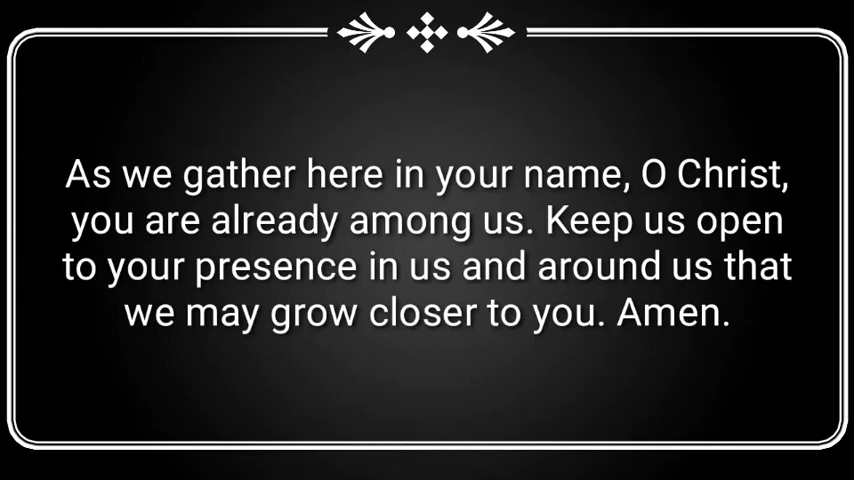 As we gather here in your name, O Christ,
you are already among us. Keep us open
to your presence in us and around us that
we may grow closer to you. Amen.